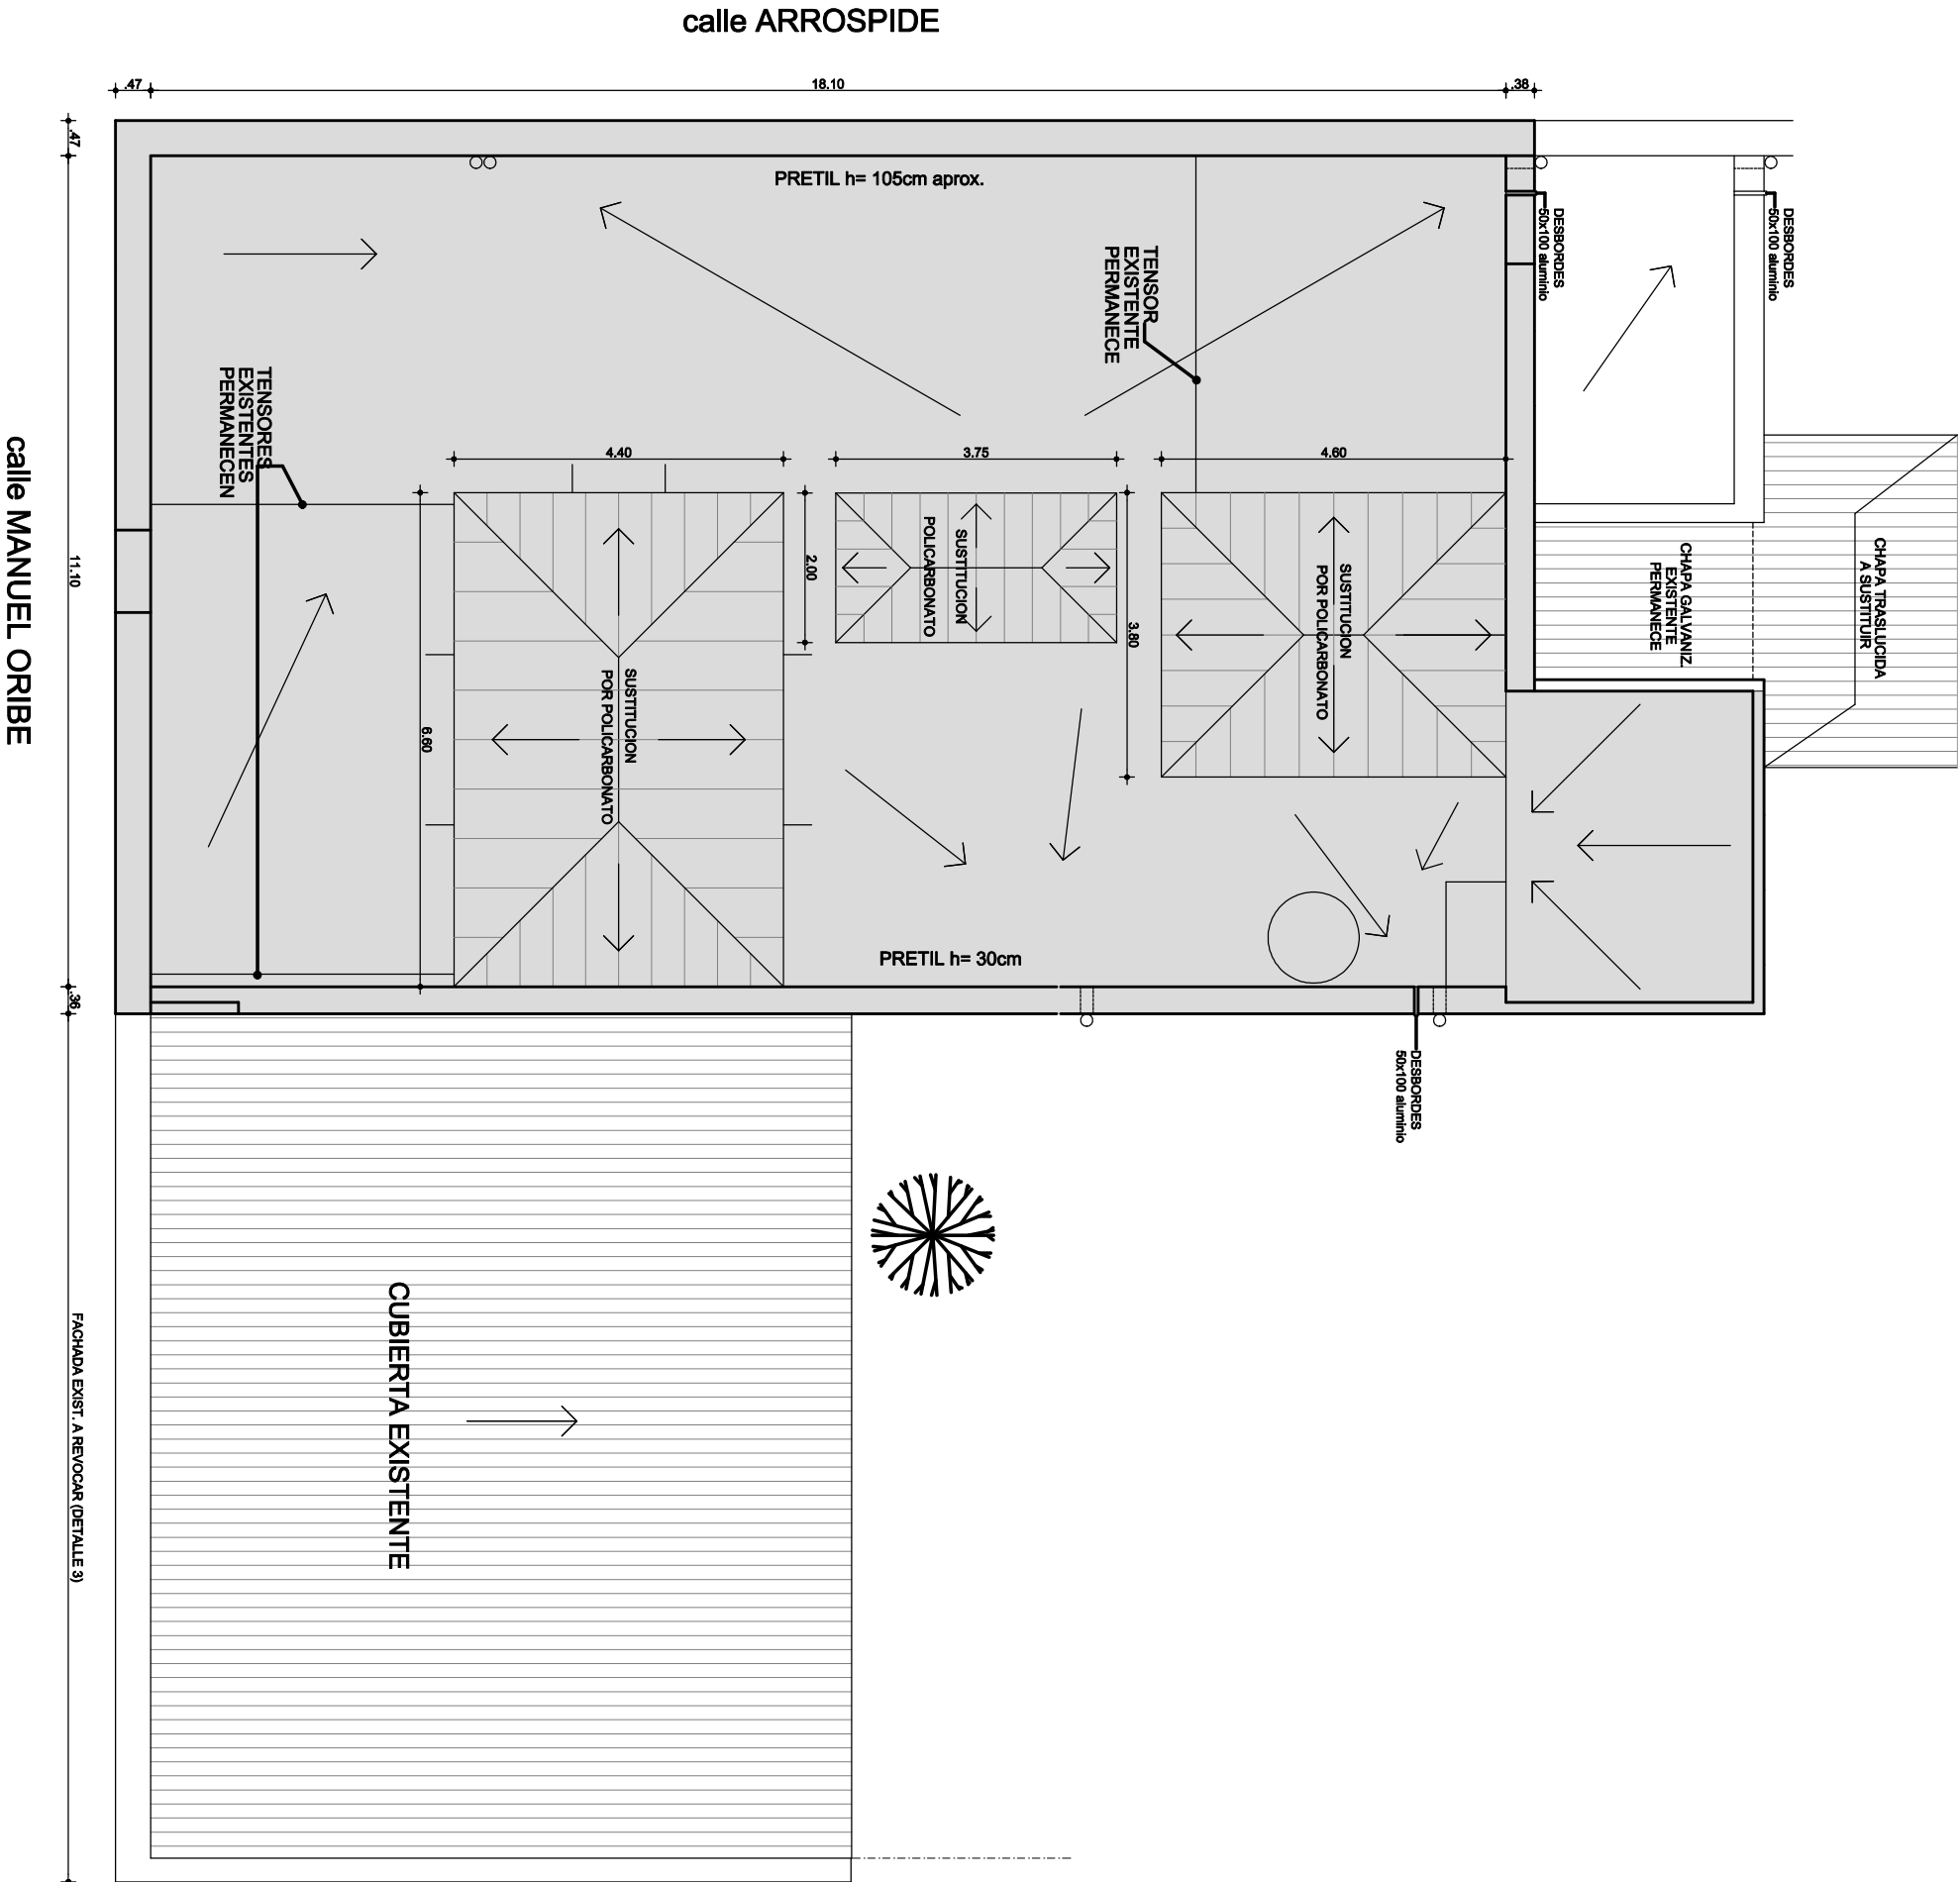 calle ARROSPIDE
.47
18.10
.38
.47
PRETIL h= 105cm aprox.
DESBORDES
50x100 aluminio
DESBORDES
50x100 aluminio
TENSOR
EXISTENTE
PERMANECE
TENSORES
EXISTENTES
PERMANECEN
calle MANUEL ORIBE
11.10
4.40
3.75
4.60
2.00
3.80
6.60
SUSTITUCION
POLICARBONATO
SUSTITUCION
POR POLICARBONATO
SUSTITUCION
POR POLICARBONATO
CHAPA GALVANIZ.
EXISTENTE
PERMANECE
CHAPA TRASLUCIDA
A SUSTITUIR
PRETIL h= 30cm
.36
DESBORDES
50x100 aluminio
CUBIERTA EXISTENTE
FACHADA EXIST. A REVOCAR (DETALLE 3)